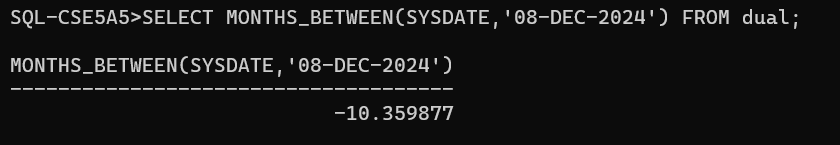 SQL-CSE5A5>SELECT MONTHS_BETWEEN(SYSDATE,'08-DEC-2024') FROM dual;
MONTHS_BETWEEN(SYSDATE,'08-DEC-2024')
-------------------------------------
-10.359877